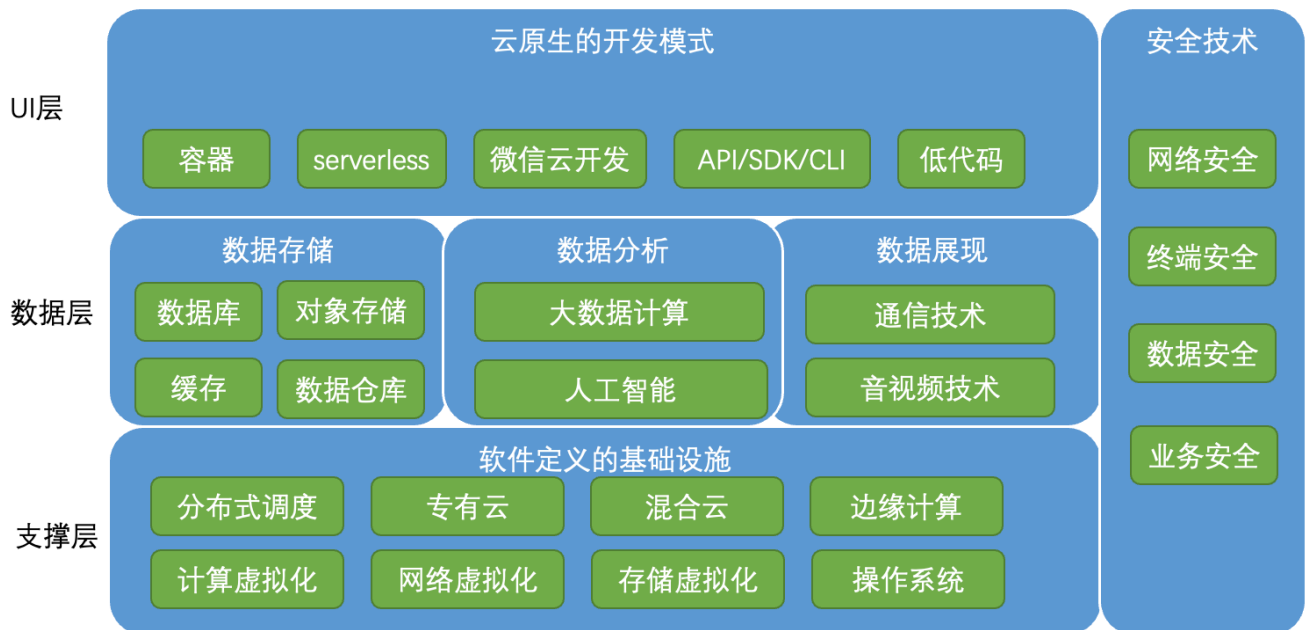 云原生的开发模式
安全技术
UI层
容器
serverless
微信云开发
API/SDK/CLI
低代码
网络安全
数据存储
数据分析
数据展现
终端安全
数据层
数据库
对象存储
大数据计算
通信技术
数据安全
缓存
数据仓库
人工智能
音视频技术
软件定义的基础设施
业务安全
支撑层
分布式调度
专有云
混合云
边缘计算
计算虚拟化
网络虚拟化
存储虚拟化
操作系统